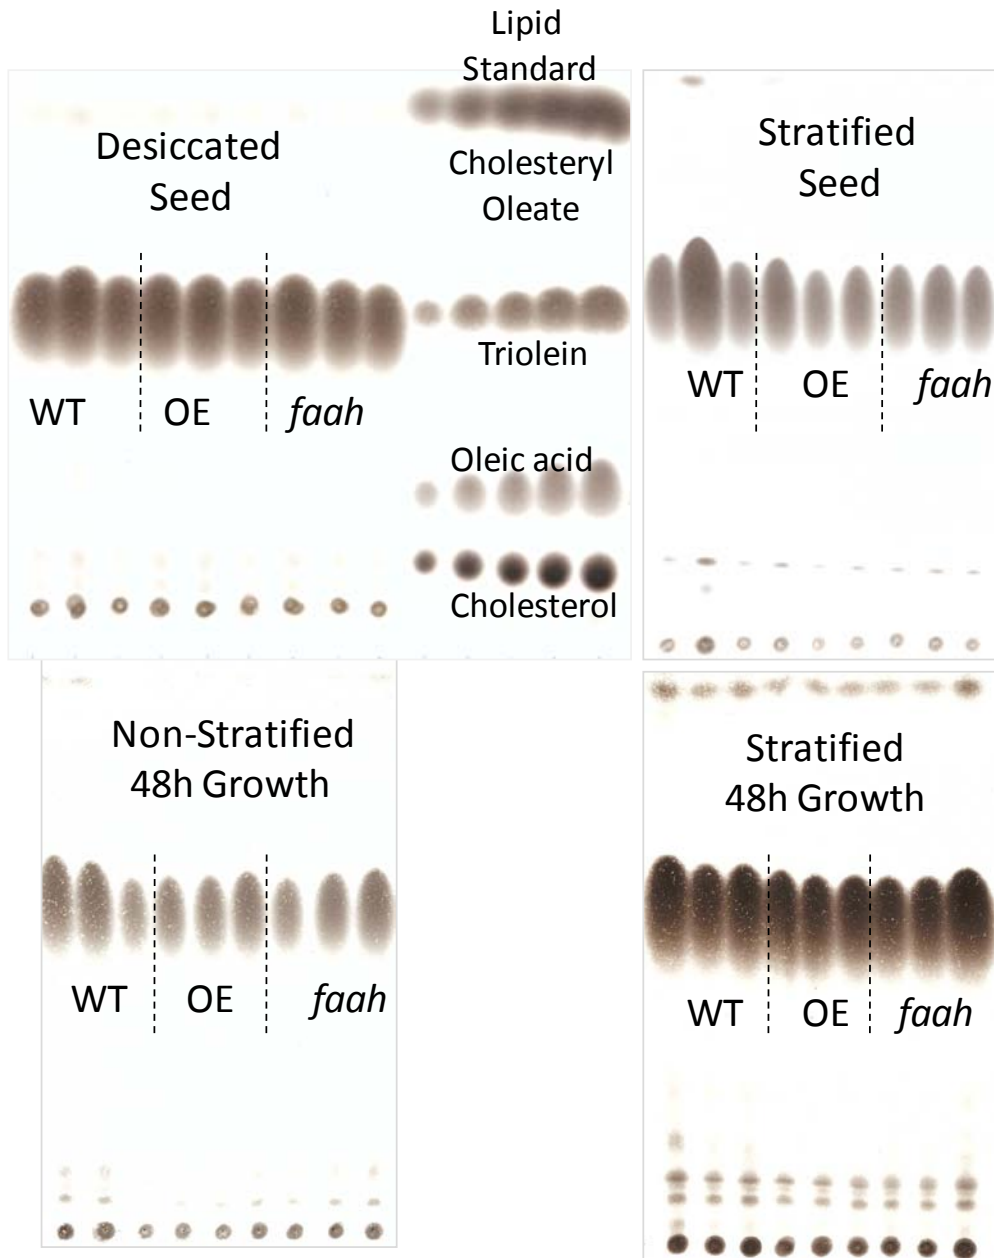 Lipid
Standard
Desiccated
Seed
Cholesteryl
Oleate
Triolein
WT OE faah
Oleic acid
Cholesterol
Stratified
Seed
WT OE faah
Non-Stratified
48h Growth
WT OE faah
Stratified
48h Growth
WT OE faah